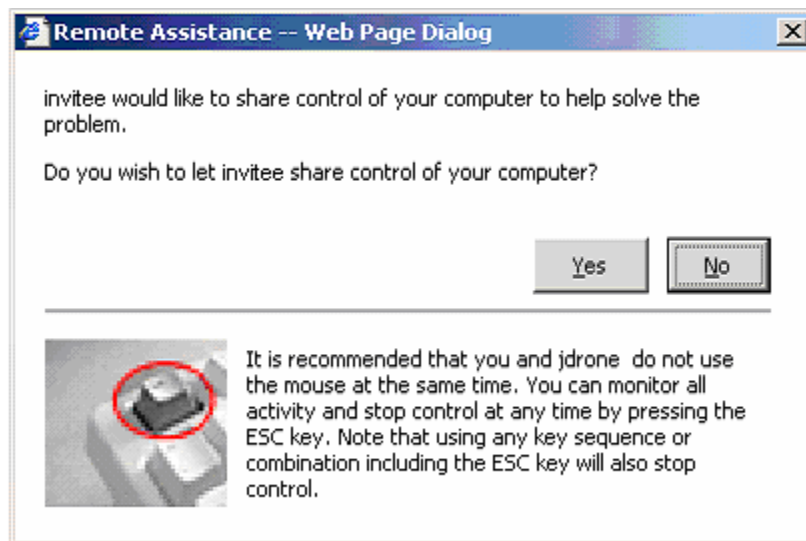 Remote Assistance -- Web Page Dialog
invitee would like to share control of your computer to help solve the
problem.
Do you wish to let invitee share control of your computer?
Yes No
It is recommended that you and jdrone do not use
the mouse at the same time. You can monitor all
activity and stop control at any time by pressing the
ESC key. Note that using any key sequence or
combination including the ESC key will also stop
control.